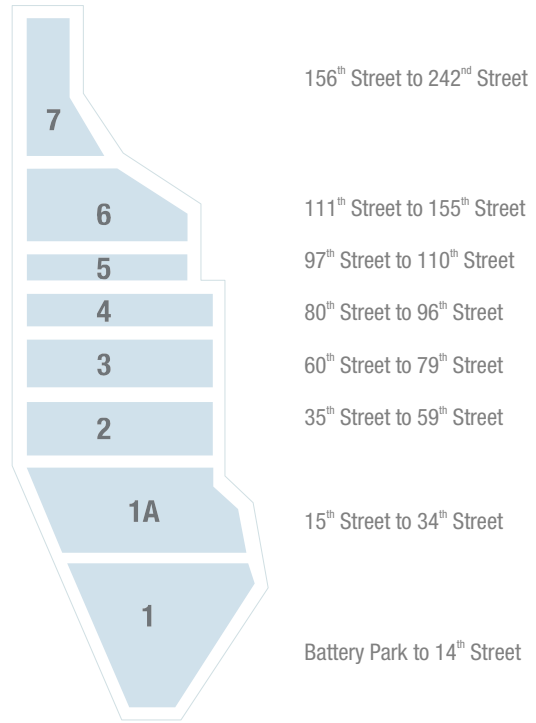 7
156th Street to 242nd Street
6
111th Street to 155th Street
5
97th Street to 110th Street
4
80th Street to 96th Street
3
60th Street to 79th Street
2
35th Street to 59th Street
1A
15th Street to 34th Street
1
Battery Park to 14th Street